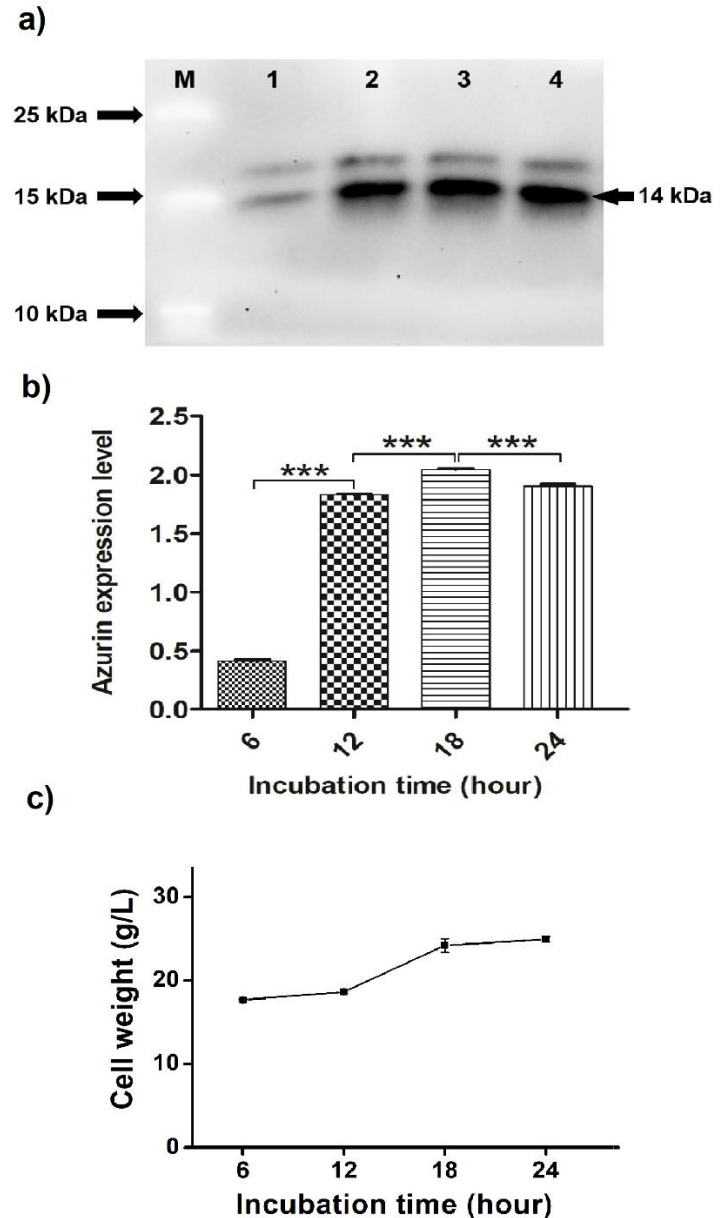 a)
M 1 2 3 4
25 kDa
15 kDa
14 kDa
10 kDa
b)
Azurin expression level
2.5
2.0
1.5
1.0
0.5
0.0
*** *** ***
6 12 18 24
Incubation time (hour)
c)
Cell weight (g/L)
30
20
10
0
6 12 18 24
Incubation time (hour)